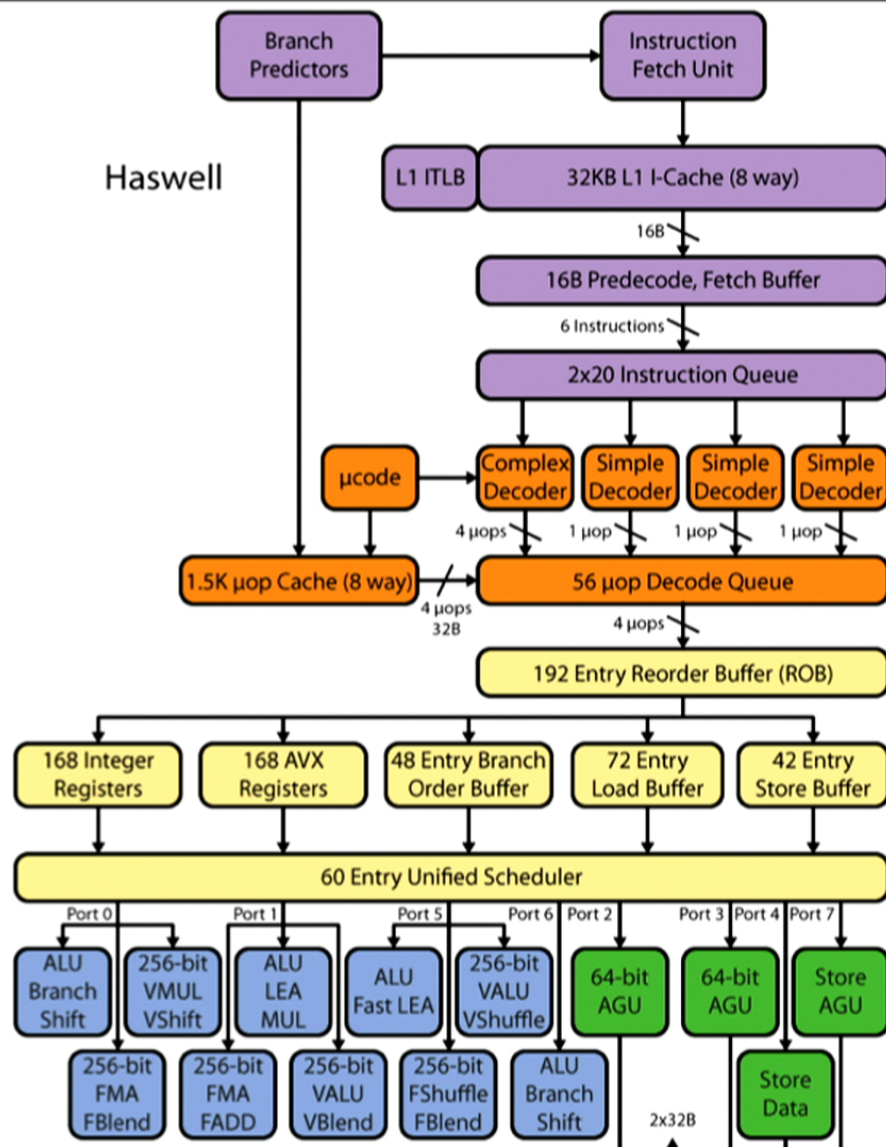 Branch
Predictors
Instruction
Fetch Unit
Haswell
L1 ITLB
32KB L1 I-Cache (8 way)
16B
16B Predecode, Fetch Buffer
6 Instructions
2x20 Instruction Queue
µcode
Complex
Decoder
Simple
Decoder
Simple
Decoder
Simple
Decoder
4 µops
1 µop
1 µop
1 µop
1.5K µop Cache (8 way)
4 µops
32B
56 µop Decode Queue
4 µops
192 Entry Reorder Buffer (ROB)
168 Integer
Registers
168 AVX
Registers
48 Entry Branch
Order Buffer
72 Entry
Load Buffer
42 Entry
Store Buffer
60 Entry Unified Scheduler
Port 0
Port 1
Port 5
Port 6
Port 2
Port 3
Port 4
Port 7
ALU
Branch
Shift
256-bit
VMUL
VShift
ALU
LEA
MUL
ALU
Fast LEA
256-bit
VALU
VShuffle
64-bit
AGU
64-bit
AGU
Store
AGU
256-bit
FMA
FBlend
256-bit
FMA
FADD
256-bit
VALU
VBlend
256-bit
FShuffle
FBlend
ALU
Branch
Shift
Store
Data
2x32B